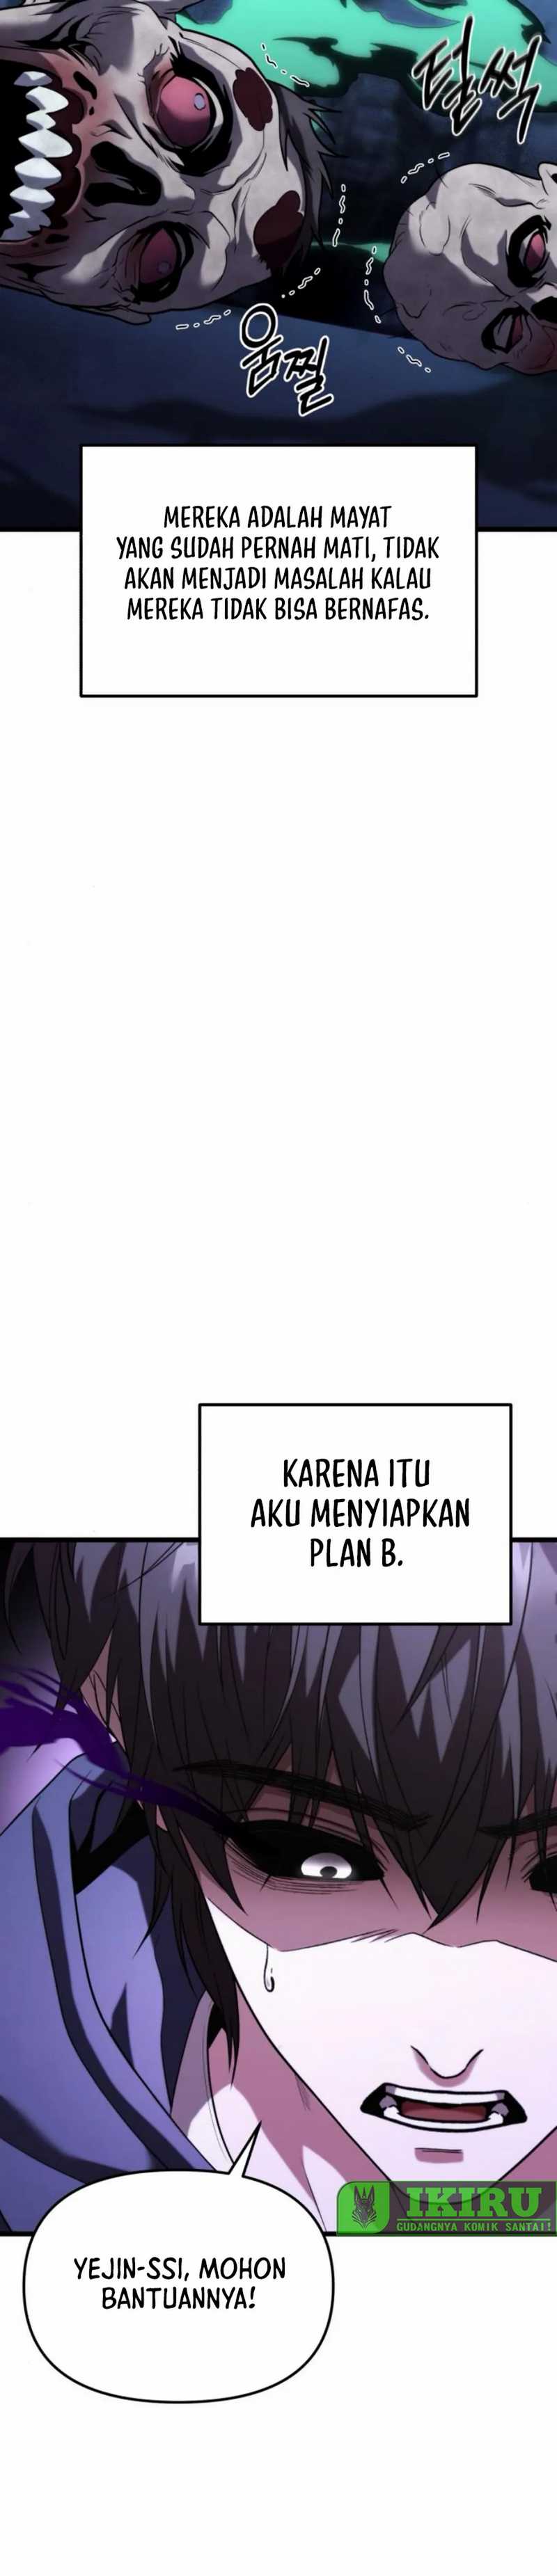 털썩
움찔
MEREKA ADALAH MAYAT
YANG SUDAH PERNAH MATI, TIDAK
AKAN MENJADI MASALAH KALAU
MEREKA TIDAK BISA BERNAFAS.
KARENA ITU
AKU MENYIAPKAN
PLAN B.
IKIRU
GUDANGNYA KOMIK SANTAI!
YEJIN-SSI, MOHON
BANTUANNYA!